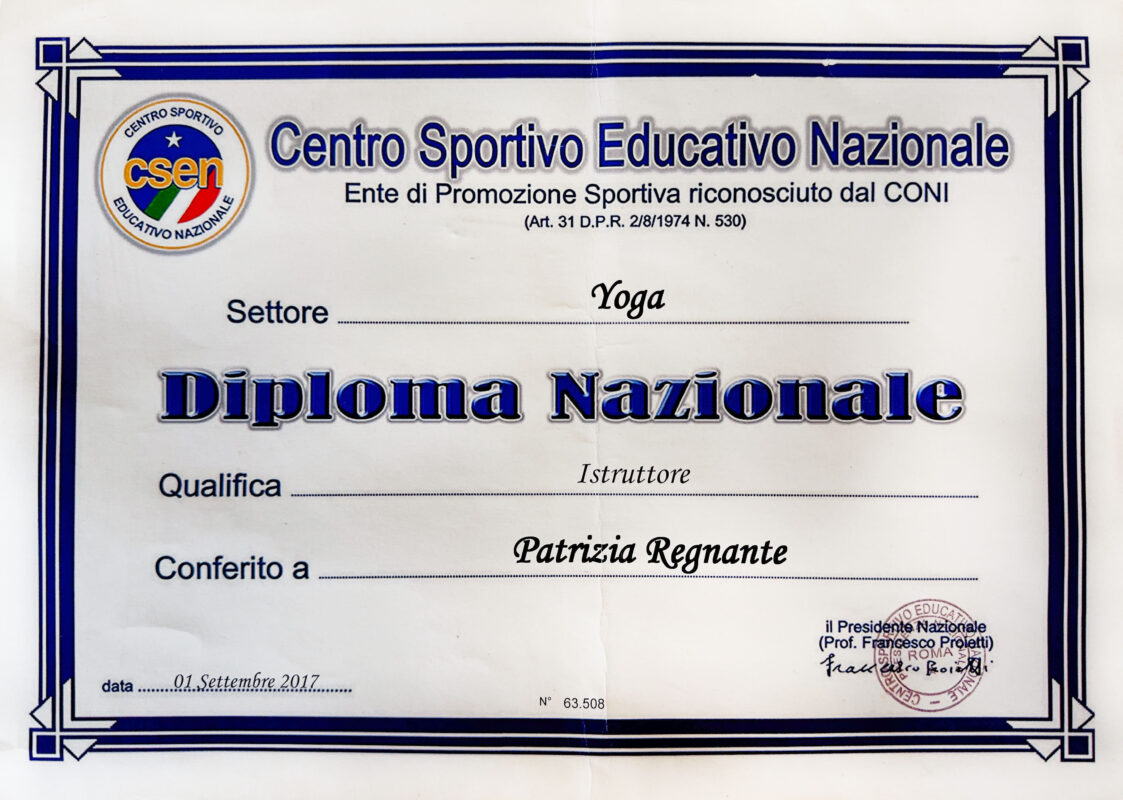 CENTRO SPORTIVO
csen
EDUCATIVO NAZIONALE
Centro Sportivo Educativo Nazionale
Ente di Promozione Sportiva riconosciuto dal CONI
(Art. 31 D.P.R. 2/8/1974 N. 530)
Settore Yoga
Diploma Nazionale
Qualifica Istruttore
Conferito a Patrizia Regnante
il Presidente Nazionale
(Prof. Francesco Proietti)
Francesco Proietti
ROMA
data 01 Settembre 2017
N° 63.508